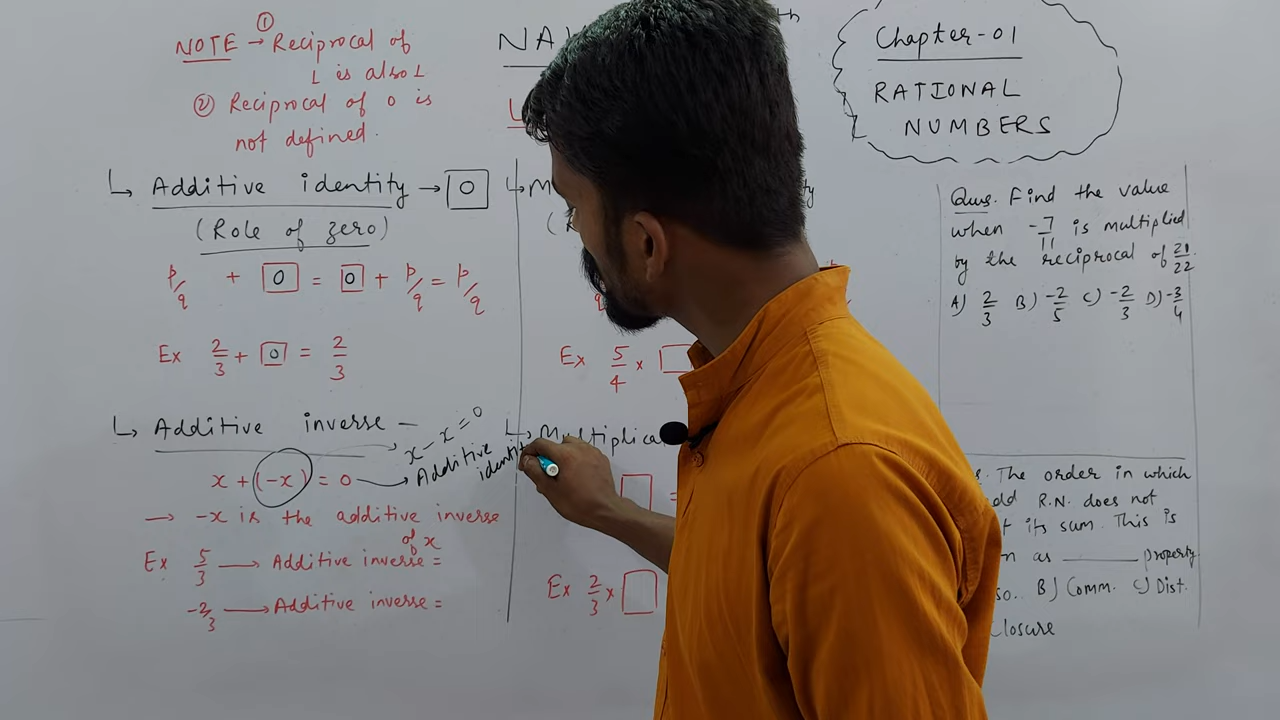 NOTE → ① Reciprocal of
1 is also 1
② Reciprocal of 0 is
not defined.
↳ Additive identity → 0
(Role of zero)
p/q + 0 = 0 + p/q = p/q
Ex 2/3 + 0 = 2/3
↳ Additive inverse —
x - x = 0
x + (-x) = 0 → Additive
identity
→ -x is the additive inverse
of x
Ex 5/3 → Additive inverse =
-2/3 → Additive inverse =
Ex 5/4 ×
Ex 2/3 ×
Chapter-01
RATIONAL
NUMBERS
Ques. Find the value
when -7/11 is multiplied
by the reciprocal of 21/22.
A) 2/3 B) -2/5 C) -2/3 D) -3/4
The order in which
R.N. does not
its sum. This is
as ______ property
B) Comm. C) Dist.